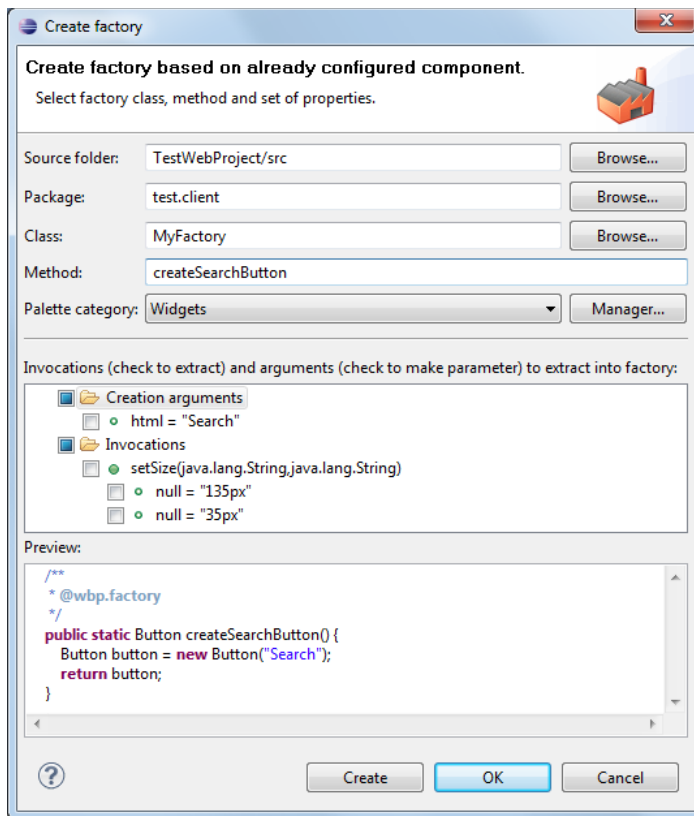 Create factory
Create factory based on already configured component.
Select factory class, method and set of properties.
Source folder: TestWebProject/src Browse...
Package: test.client Browse...
Class: MyFactory Browse...
Method: createSearchButton
Palette category: Widgets Manager...
Invocations (check to extract) and arguments (check to make parameter) to extract into factory:
Creation arguments
html = "Search"
Invocations
setSize(java.lang.String,java.lang.String)
null = "135px"
null = "35px"
Preview:
/**
* @wbp.factory
*/
public static Button createSearchButton() {
Button button = new Button("Search");
return button;
}
? Create OK Cancel